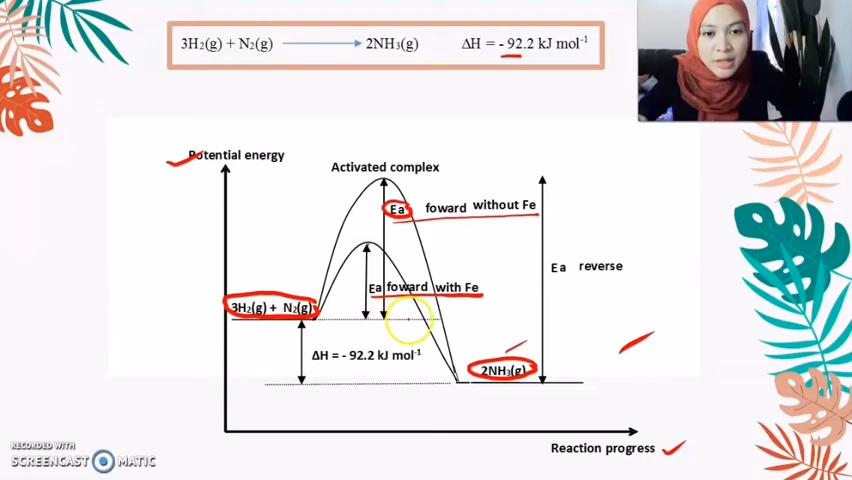 3H2(g) + N2(g) → 2NH3(g) ΔH = - 92.2 kJ mol-1
Potential energy
Activated complex
Ea foward without Fe
Ea reverse
Ea foward with Fe
3H2(g) + N2(g)
ΔH = - 92.2 kJ mol-1
2NH3(g)
Reaction progress
RECORDED WITH
SCREENCAST MATIC